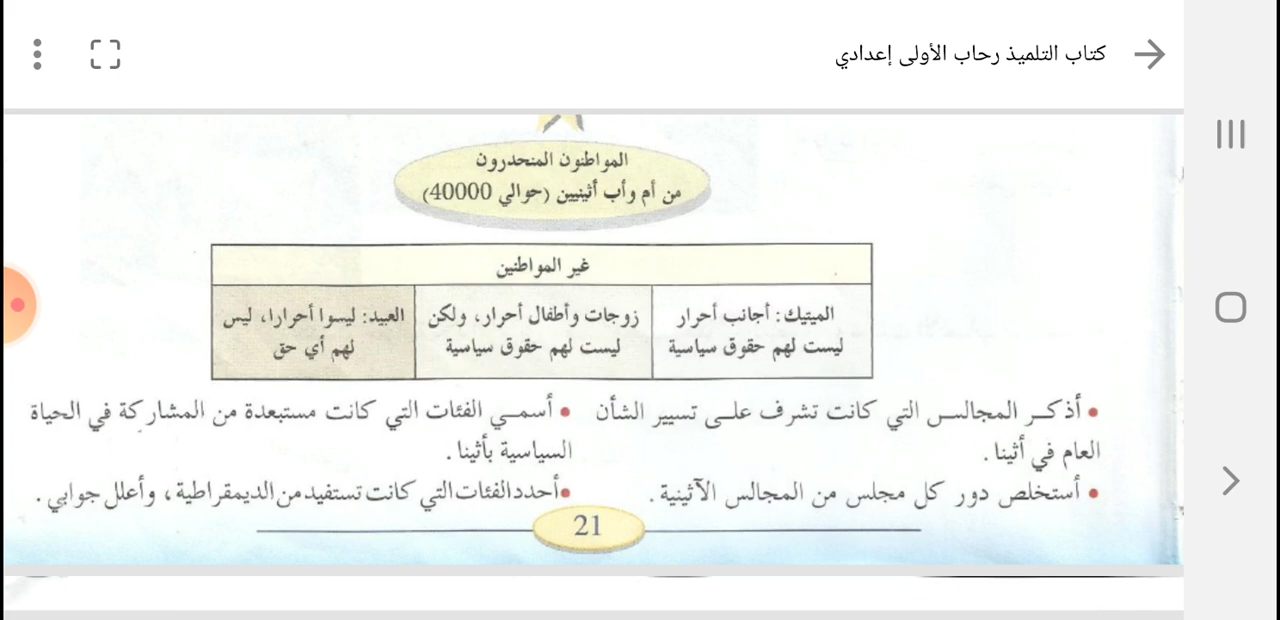 كتاب التلميذ رحاب الأولى إعدادي
المواطنون المنحدرون
من أم وأب أثينيين (حوالي 40000)
غير المواطنين
الميتيك: أجانب أحرار
ليست لهم حقوق سياسية
زوجات وأطفال أحرار، ولكن
ليست لهم حقوق سياسية
العبيد: ليسوا أحرارا، ليس
لهم أي حق
• أذكر المجالس التي كانت تشرف على تسيير الشأن
العام في أثينا.
• أستخلص دور كل مجلس من المجالس الآثينية.
• أسمي الفئات التي كانت مستبعدة من المشاركة في الحياة
السياسية بأثينا.
• أحدد الفئات التي كانت تستفيد من الديمقراطية، وأعلل جوابي.
21